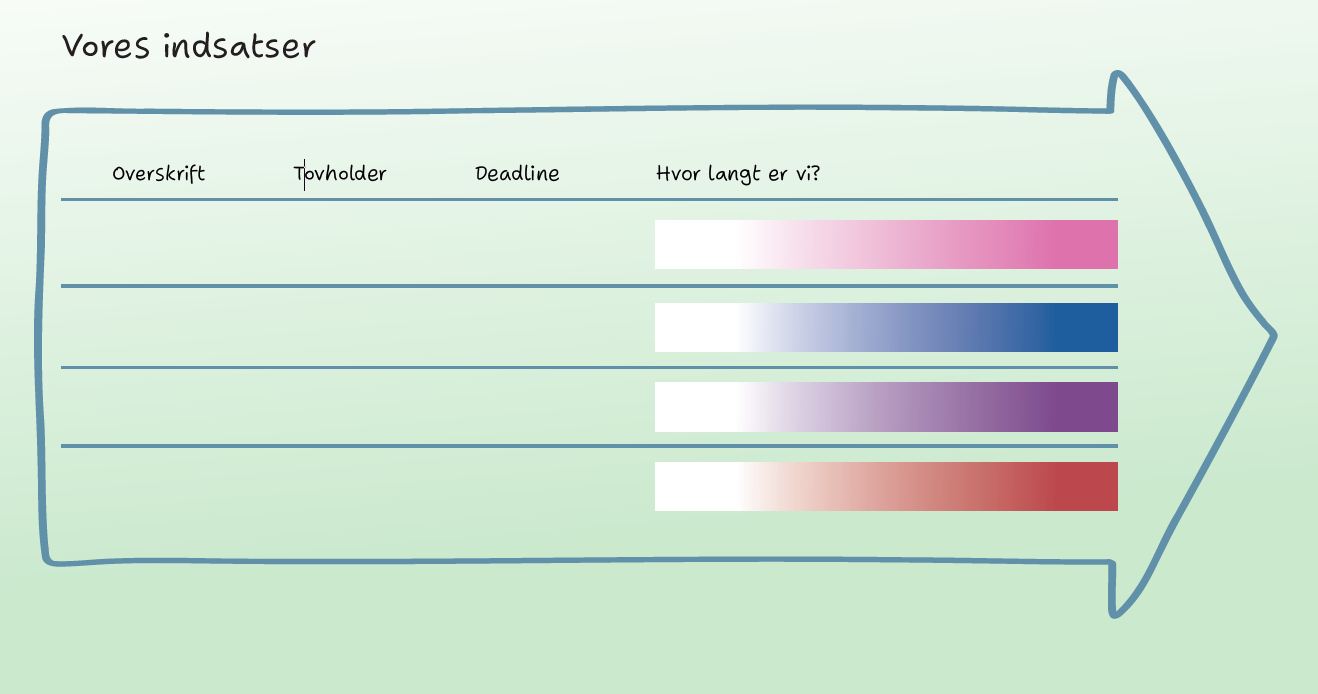 Vores indsatser
Overskrift Tovholder Deadline Hvor langt er vi?